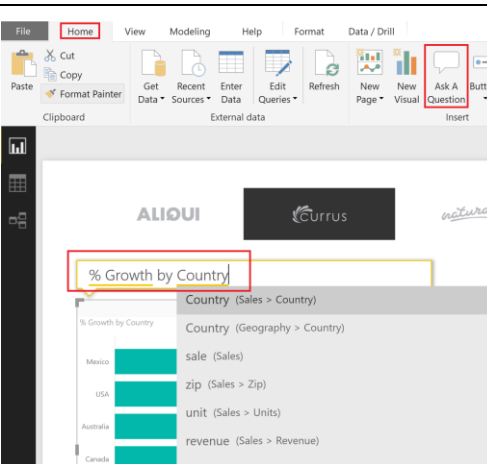 File Home View Modeling Help Format Data / Drill
Cut
Copy
Format Painter
Paste
Get Data
Recent Sources
Enter Data
Edit Queries
Refresh
New Page
New Visual
Ask A Question
Clipboard External data Insert
ALIQUI currus
% Growth by Country
Country (Sales > Country)
Country (Geography > Country)
sale (Sales)
zip (Sales > Zip)
unit (Sales > Units)
revenue (Sales > Revenue)
% Growth by Country
Mexico
USA
Australia
Canada